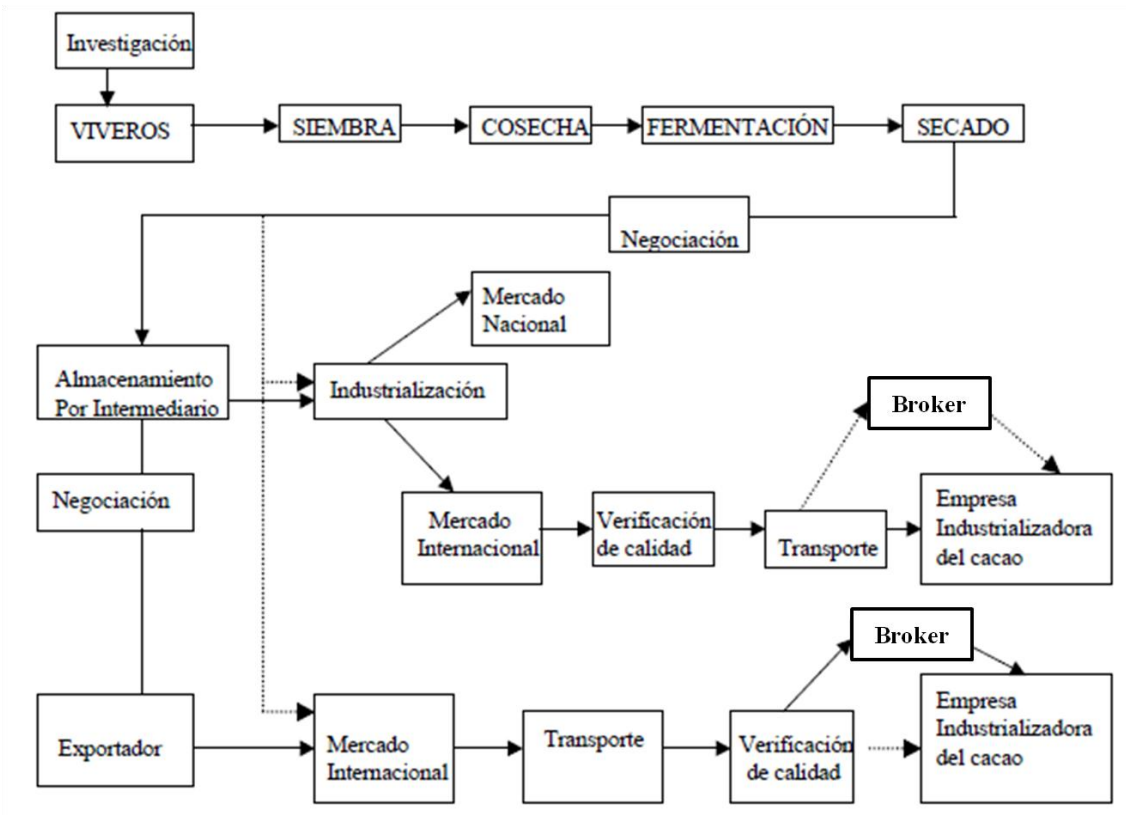 Investigación
VIVEROS
SIEMBRA
COSECHA
FERMENTACIÓN
SECADO
Negociación
Mercado
Nacional
Almacenamiento
Por Intermediario
Industrialización
Broker
Negociación
Mercado
Internacional
Verificación
de calidad
Transporte
Empresa
Industrializadora
del cacao
Broker
Exportador
Mercado
Internacional
Transporte
Verificación
de calidad
Empresa
Industrializadora
del cacao